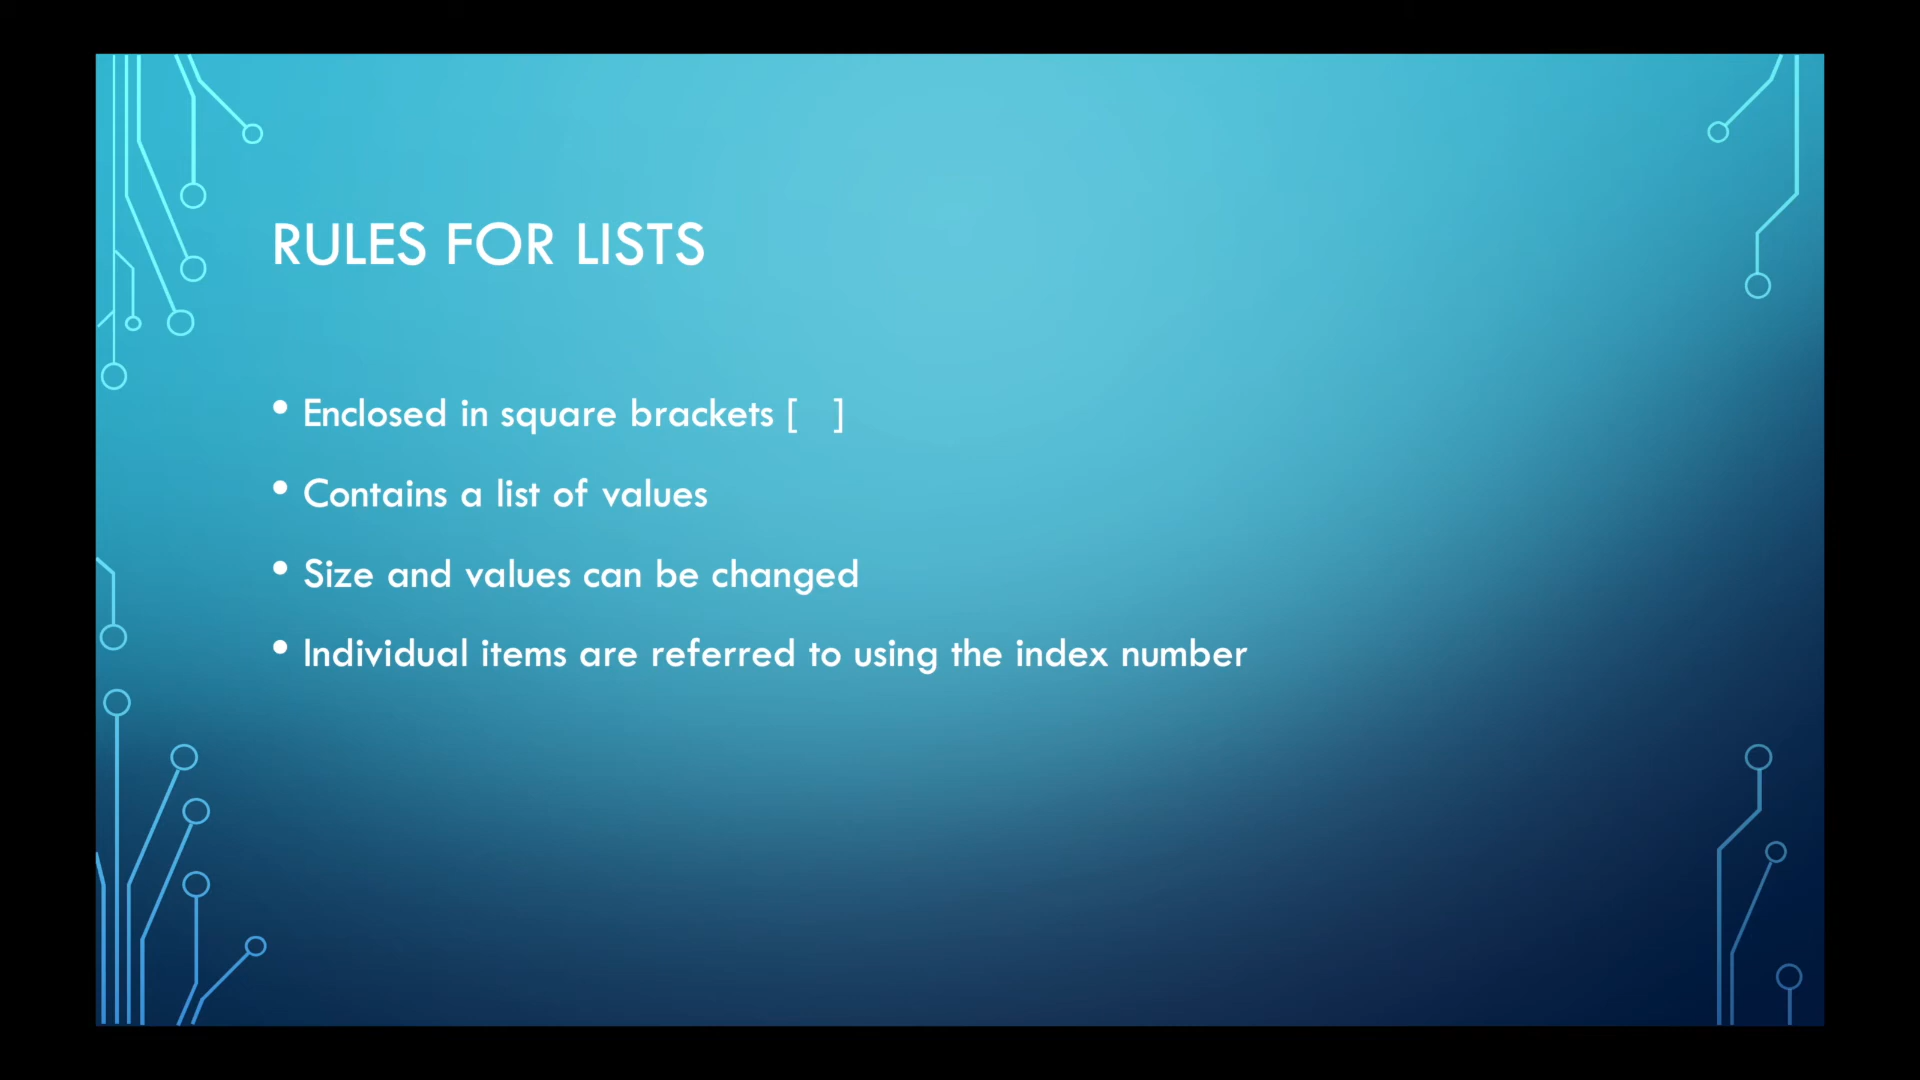 RULES FOR LISTS
• Enclosed in square brackets [   ]
• Contains a list of values
• Size and values can be changed
• Individual items are referred to using the index number